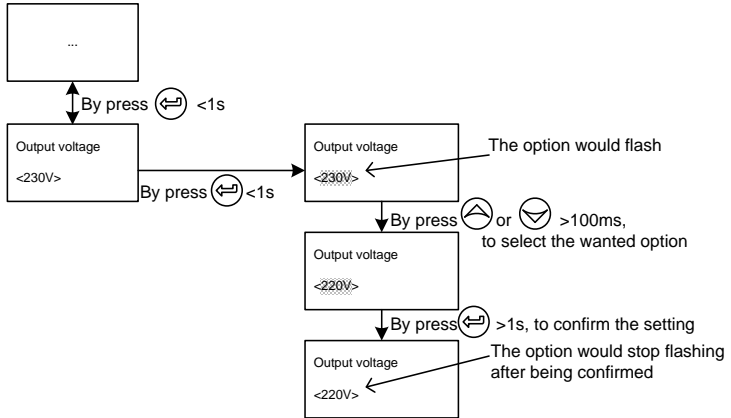 ...
By press <1s
Output voltage
<230V>
By press <1s
Output voltage
<230V>
The option would flash
By press or >100ms,
to select the wanted option
Output voltage
<220V>
By press >1s, to confirm the setting
Output voltage
<220V>
The option would stop flashing
after being confirmed